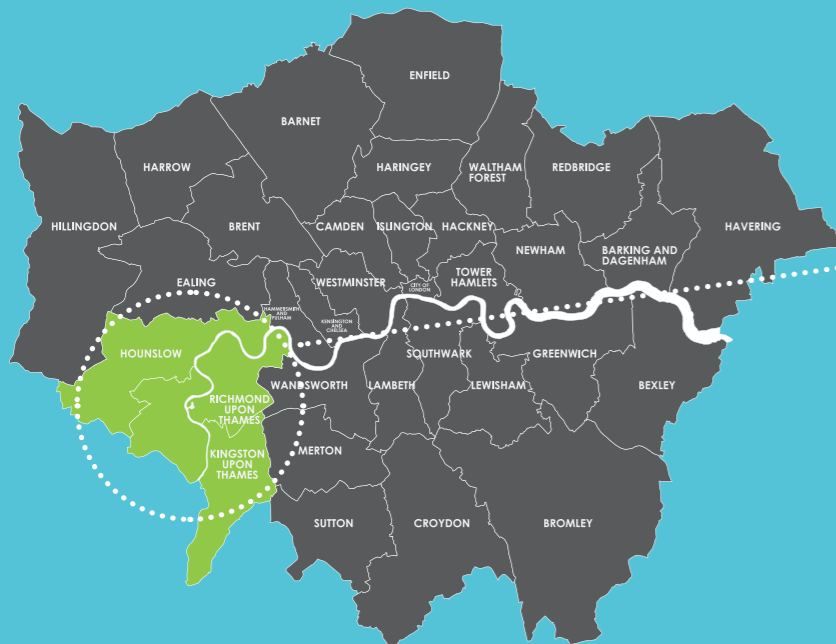 ENFIELD
BARNET
HARROW
HARINGEY
WALTHAM
FOREST
REDBRIDGE
HILLINGDON
BRENT
CAMDEN
ISLINGTON
HACKNEY
HAVERING
NEWHAM
BARKING AND
DAGENHAM
EALING
WESTMINSTER
TOWER
HAMLETS
CITY OF
LONDON
HAMMERSMITH
AND
FULHAM
KENSINGTON
AND
CHELSEA
HOUNSLOW
SOUTHWARK
GREENWICH
WANDSWORTH
LAMBETH
LEWISHAM
BEXLEY
RICHMOND
UPON
THAMES
MERTON
KINGSTON
UPON
THAMES
SUTTON
CROYDON
BROMLEY